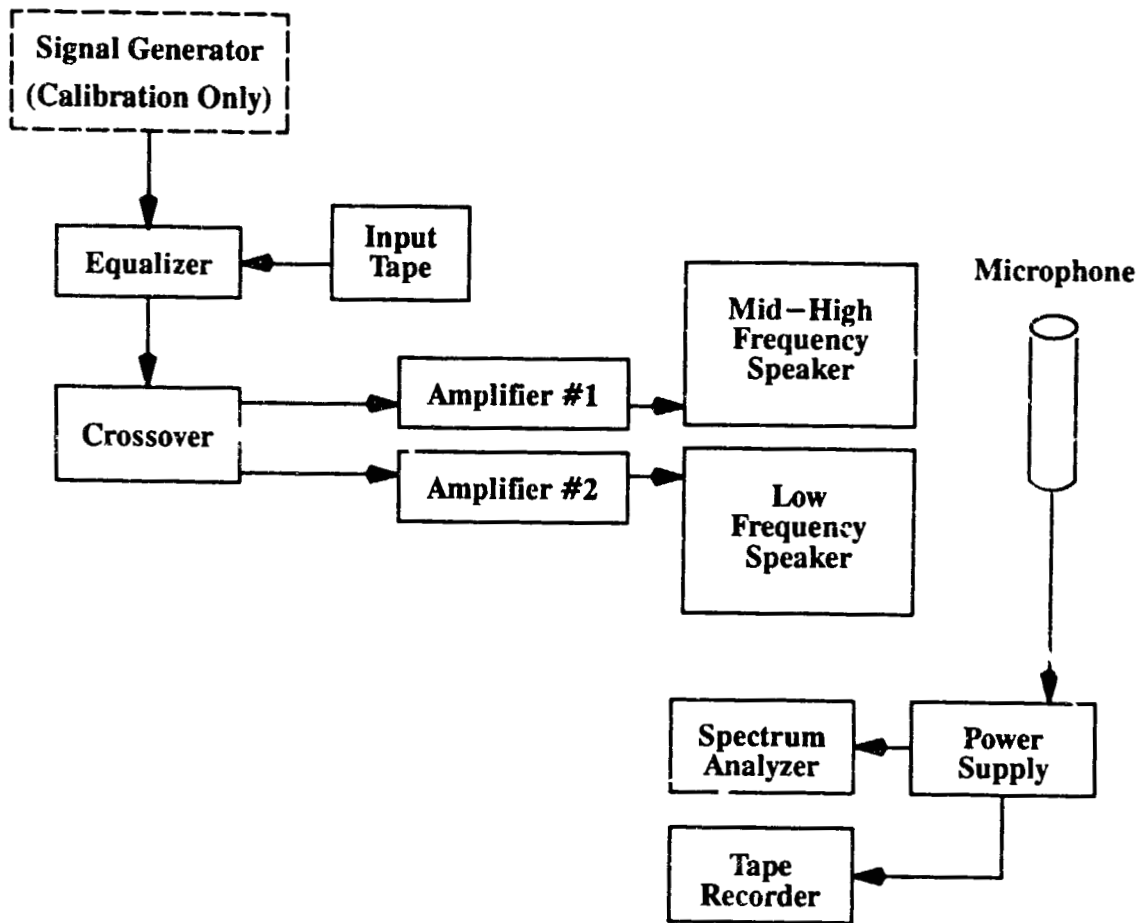 Signal Generator
(Calibration Only)
Equalizer
Input
Tape
Microphone
Mid–High
Frequency
Speaker
Amplifier #1
Crossover
Amplifier #2
Low
Frequency
Speaker
Spectrum
Analyzer
Power
Supply
Tape
Recorder